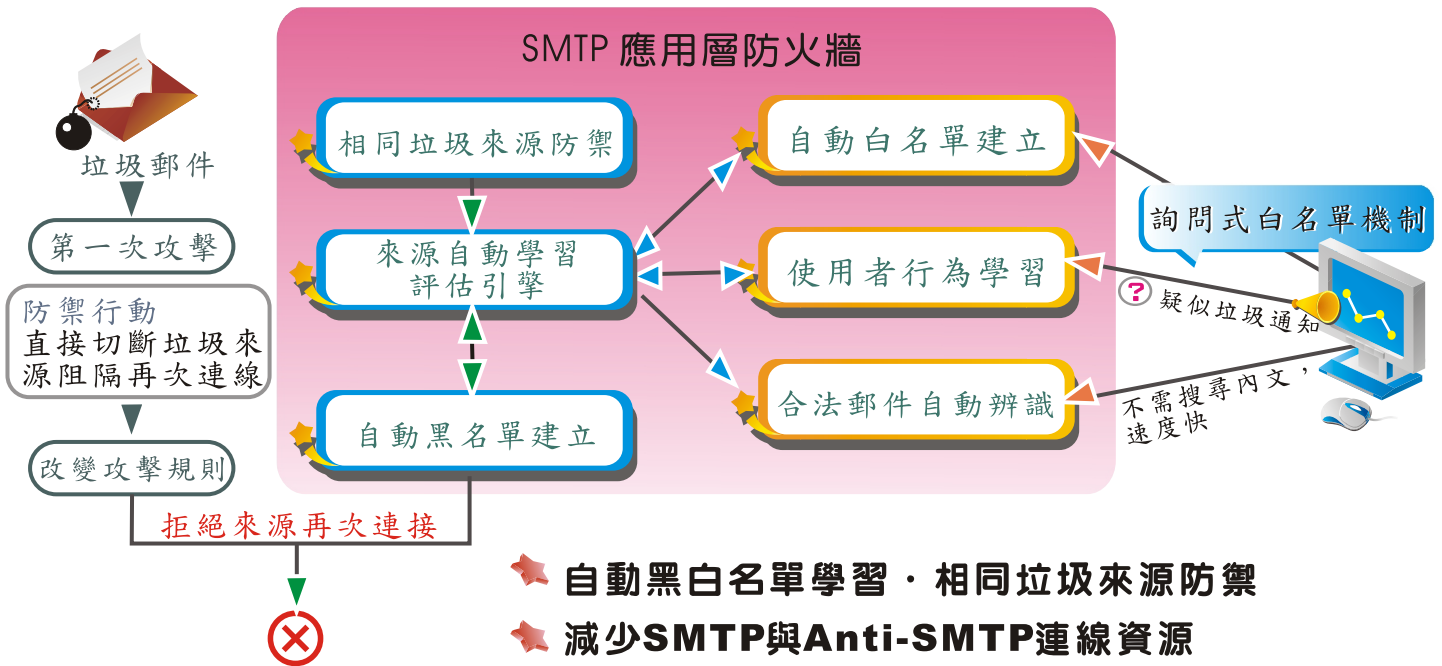 SMTP 應用層防火牆
垃圾郵件
第一次攻擊
防禦行動
直接切斷垃圾來
源阻隔再次連線
改變攻擊規則
相同垃圾來源防禦
來源自動學習
評估引擎
自動黑名單建立
自動白名單建立
使用者行為學習
合法郵件自動辨識
詢問式白名單機制
? 疑似垃圾通知
不需搜尋內文，
速度快
拒絕來源再次連接
自動黑白名單學習．相同垃圾來源防禦
減少SMTP與Anti-SMTP連線資源